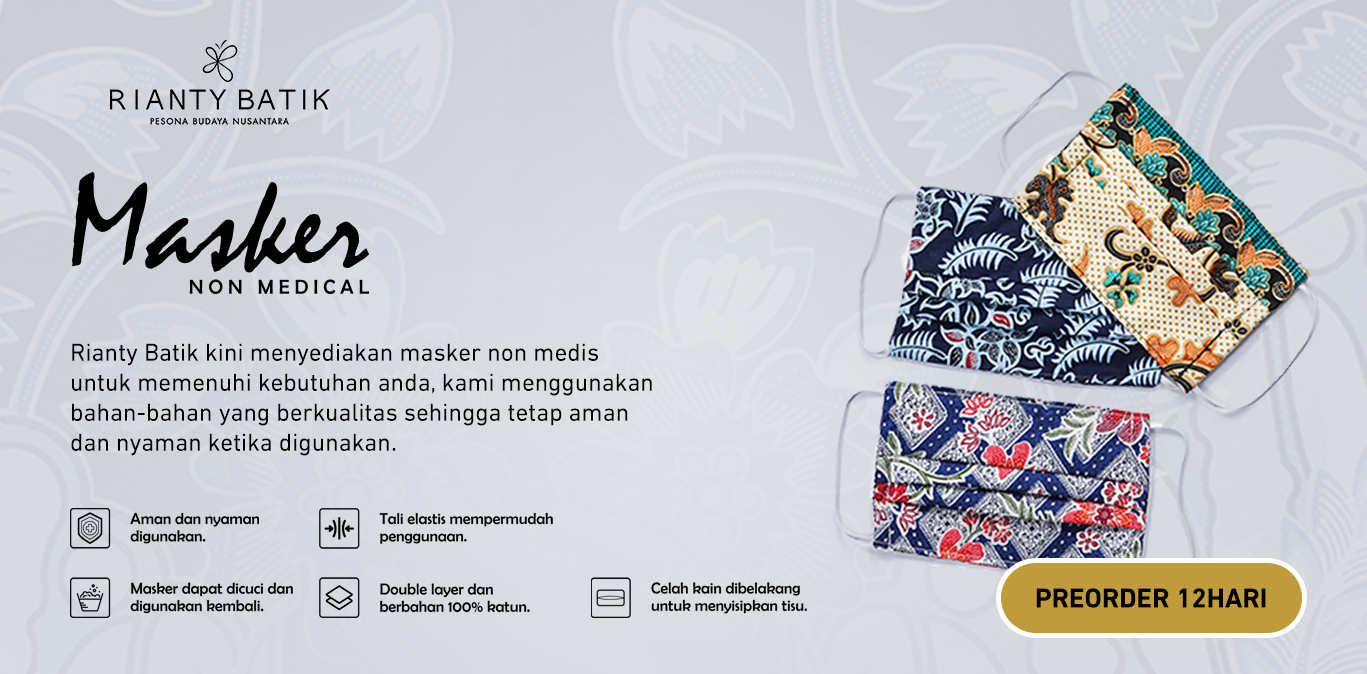 RIANTY BATIK
PESONA BUDAYA NUSANTARA
Masker
NON MEDICAL
Rianty Batik kini menyediakan masker non medis
untuk memenuhi kebutuhan anda, kami menggunakan
bahan-bahan yang berkualitas sehingga tetap aman
dan nyaman ketika digunakan.
Aman dan nyaman
digunakan.
Tali elastis mempermudah
penggunaan.
Masker dapat dicuci dan
digunakan kembali.
Double layer dan
berbahan 100% katun.
Celah kain dibelakang
untuk menyisipkan tisu.
PREORDER 12HARI